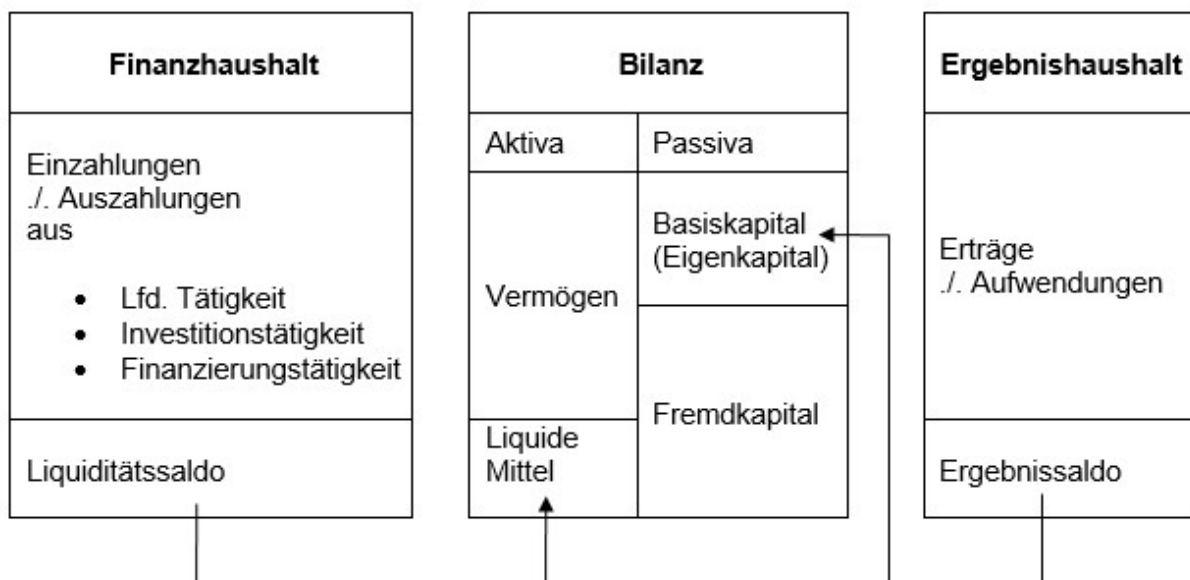 Finanzhaushalt
Einzahlungen
./. Auszahlungen
aus
• Lfd. Tätigkeit
• Investitionstätigkeit
• Finanzierungstätigkeit
Liquiditätssaldo
Bilanz
Aktiva
Passiva
Vermögen
Basiskapital
(Eigenkapital)
Fremdkapital
Liquide
Mittel
Ergebnishaushalt
Erträge
./. Aufwendungen
Ergebnissaldo